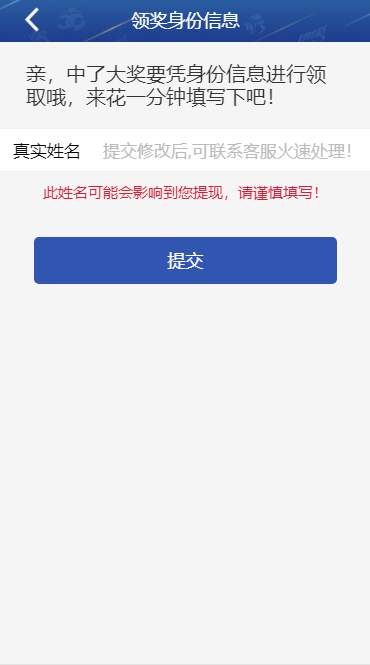 领奖身份信息
亲，中了大奖要凭身份信息进行领
取哦，来花一分钟填写下吧！
真实姓名 提交修改后,可联系客服火速处理！
此姓名可能会影响到您提现，请谨慎填写！
提交